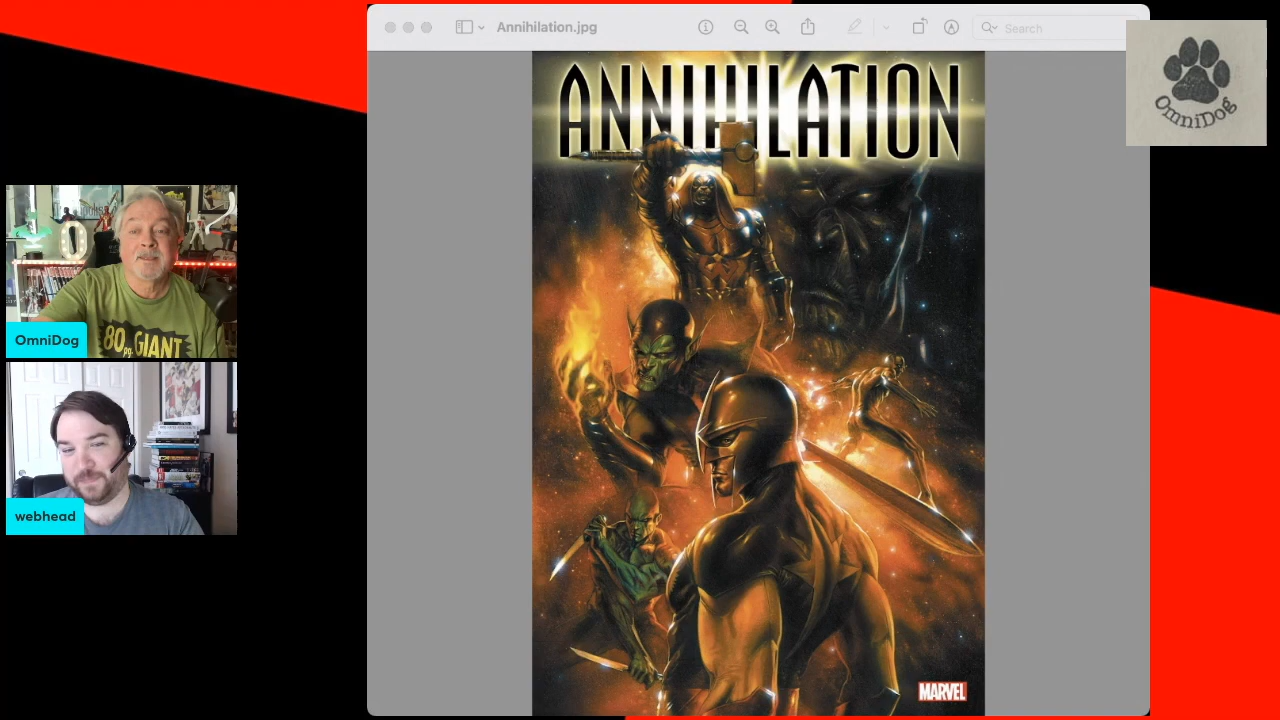 Annihilation.jpg
Search
ANNIHILATION
OmniDog
80 pg. GIANT
OmniDog
webhead
MARVEL